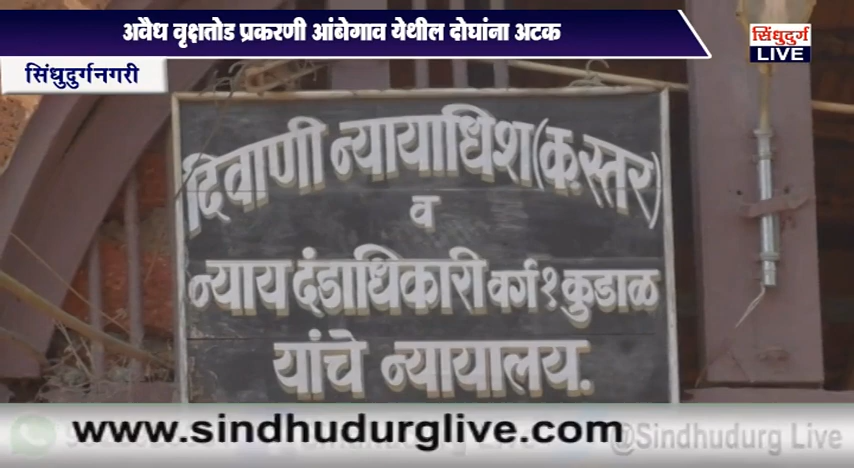 अवैध वृक्षतोड प्रकरणी आंबेगाव येथील दोघांना अटक
सिंधुदुर्ग
LIVE
सिंधुदुर्गनगरी
दिवाणी न्यायाधिश(क.स्तर)
व
न्याय दंडाधिकारी वर्ग १ कुडाळ
यांचे न्यायालय.
www.sindhudurglive.com
@Sindhudurg Live